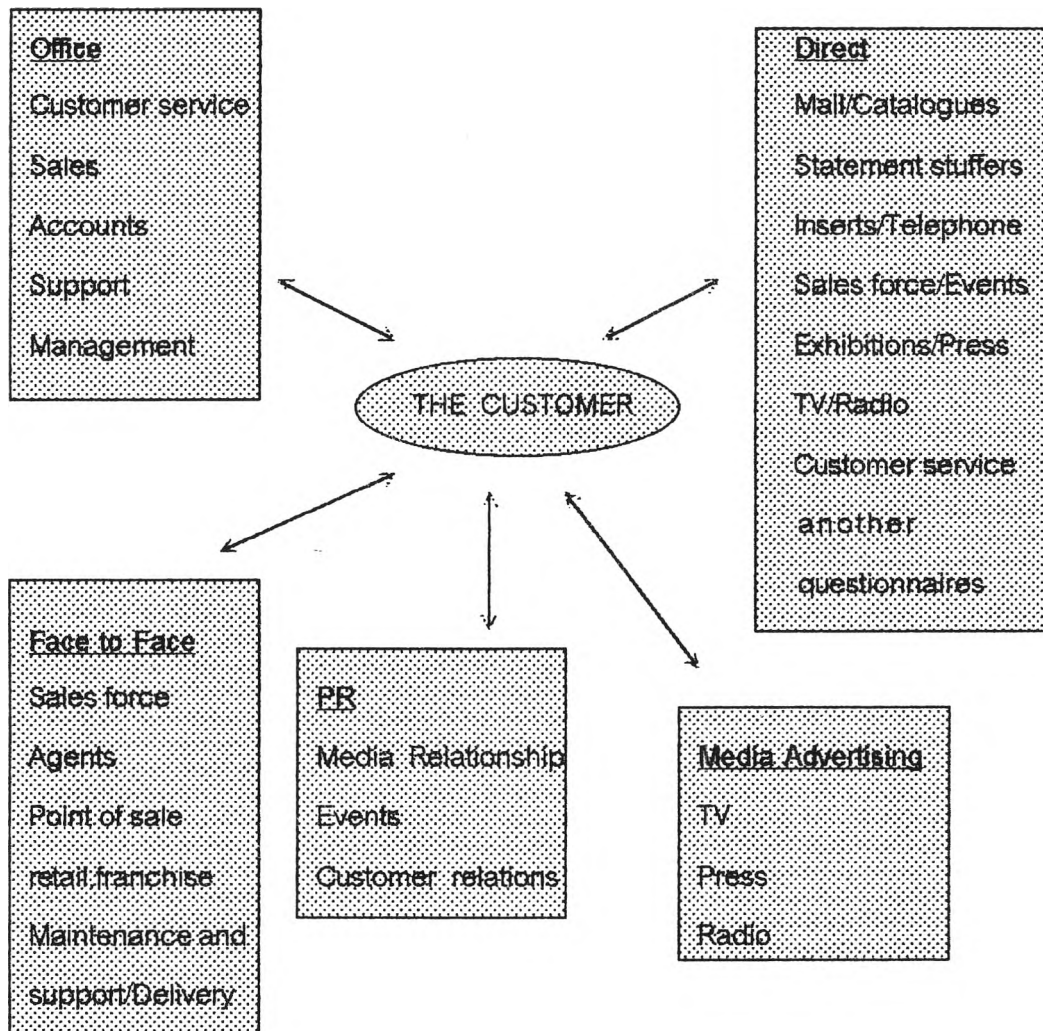 Office
Customer service
Sales
Accounts
Support
Management
Direct
Mail/Catalogues
Statement stuffers
Inserts/Telephone
Sales force/Events
Exhibitions/Press
TV/Radio
Customer service
another
questionnaires
THE CUSTOMER
Face to Face
Sales force
Agents
Point of sale
retail.franchise
Maintenance and
support/Delivery
PR
Media Relationship
Events
Customer relations
Media Advertising
TV
Press
Radio